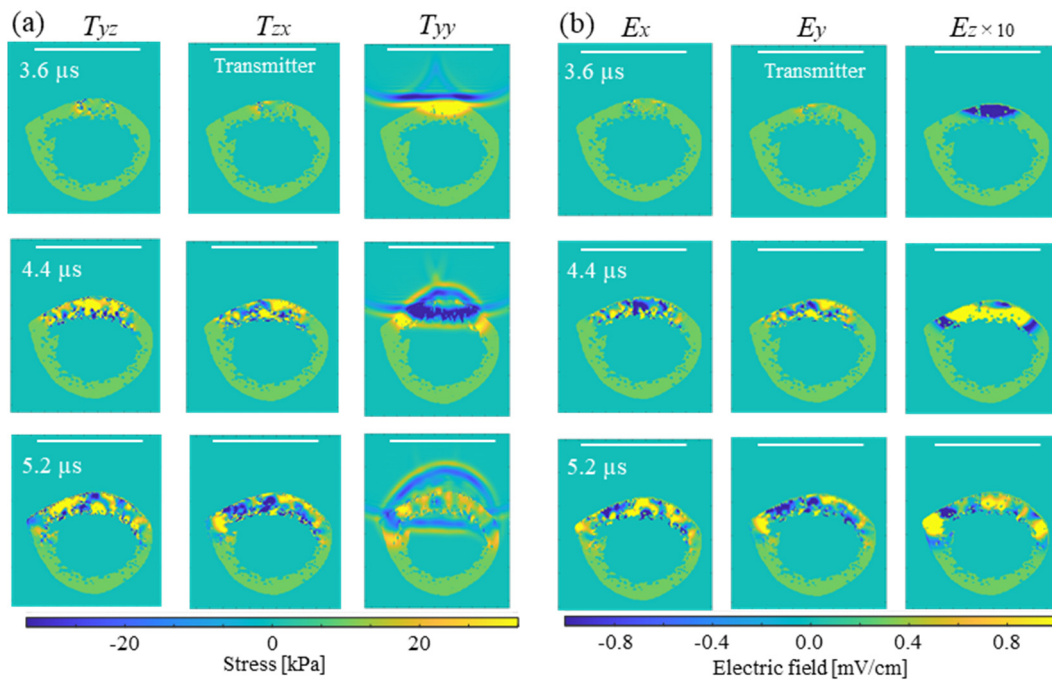 (a) Tyz Tzx Tyy
3.6 μs
Transmitter
4.4 μs
5.2 μs
-20 0 20
Stress [kPa]
(b) Ex Ey Ez × 10
3.6 μs
Transmitter
4.4 μs
5.2 μs
-0.8 -0.4 0.0 0.4 0.8
Electric field [mV/cm]